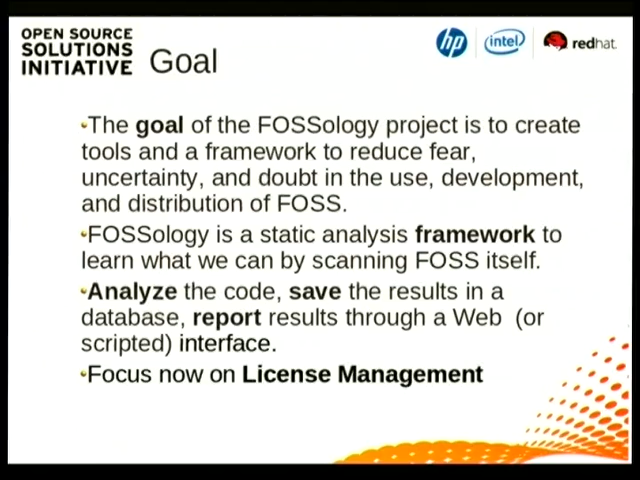 OPEN SOURCE
SOLUTIONS
INITIATIVE
Goal
hp
intel
redhat.
•The goal of the FOSSology project is to create
tools and a framework to reduce fear,
uncertainty, and doubt in the use, development,
and distribution of FOSS.
•FOSSology is a static analysis framework to
learn what we can by scanning FOSS itself.
•Analyze the code, save the results in a
database, report results through a Web (or
scripted) interface.
•Focus now on License Management